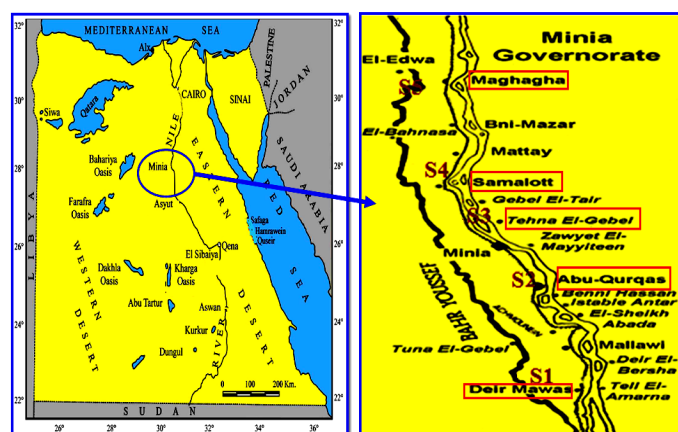 MEDITERRANEAN SEA
Alx.
PALESTINE
JORDAN
CAIRO
SINAI
Siwa
Qatara
NILE
Bahariya
Oasis
Minia
EASTERN
SAUDI ARABIA
Farafra
Oasis
Asyut
RED
SEA
Safaga
Hamrawein
Quseir
LIBYA
Qena
El Sibaiya
WESTERN
DESERT
Dakhla
Oasis
Kharga
Oasis
DESERT
Abu Tartur
Aswan
Kurkur
RIVER
Dungul
0 100 200 Km.
SUDAN
32°
30°
28°
26°
24°
22°
32°
30°
28°
26°
24°
22°
26°
28°
30°
32°
34°
36°
Minia
Governorate
El-Edwa
S5
Maghagha
El-Bahnasa
Bni-Mazar
Mattay
S4
Samalott
Gebel El-Tair
S3
Tehna El-Gebel
Zawyet El-
Mayyiteen
Minia
Abu-Qurqas
S2
Benni Hassan
Istable Antar
El-Sheikh
Abada
BAHR YOUSSEF
Tuna El-Gebel
Mallawi
Deir El-
Bersha
S1
Deir Mawas
Tell El-
Amarna